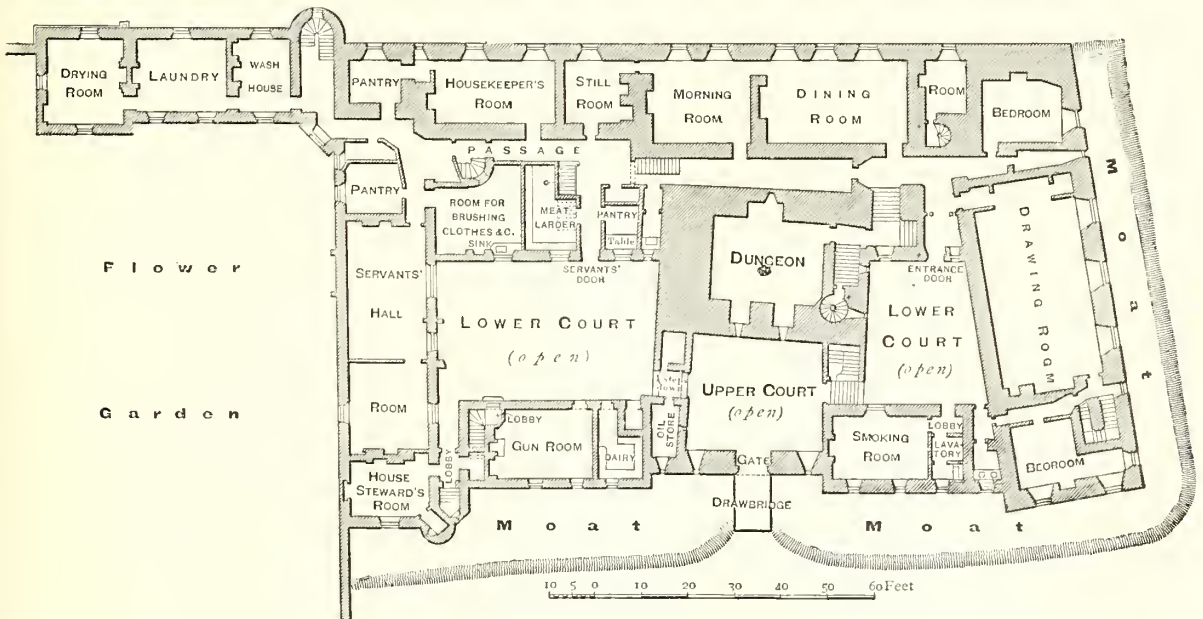 DRYING
ROOM
LAUNDRY
WASH
HOUSE
PANTRY
HOUSEKEEPER'S
ROOM
STILL
ROOM
MORNING
ROOM
DINING
ROOM
ROOM
BEDROOM
PASSAGE
PANTRY
ROOM FOR
BRUSHING
CLOTHES &C.
SINK
MEAT
LARDER
PANTRY
Table
SERVANTS'
DOOR
DUNGEON
ENTRANCE
DOOR
DRAWING ROOM
Moat
Flower
Garden
SERVANTS'
HALL
LOWER COURT
(open)
LOWER
COURT
(open)
UPPER COURT
(open)
ROOM
LOBBY
GUN ROOM
DAIRY
OIL
STORE
GATE
SMOKING
ROOM
LOBBY
LAVA
TORY
BEDROOM
LOBBY
HOUSE
STEWARD'S
ROOM
DRAWBRIDGE
Moat
Moat
10 5 0 10 20 30 40 50 60 Feet